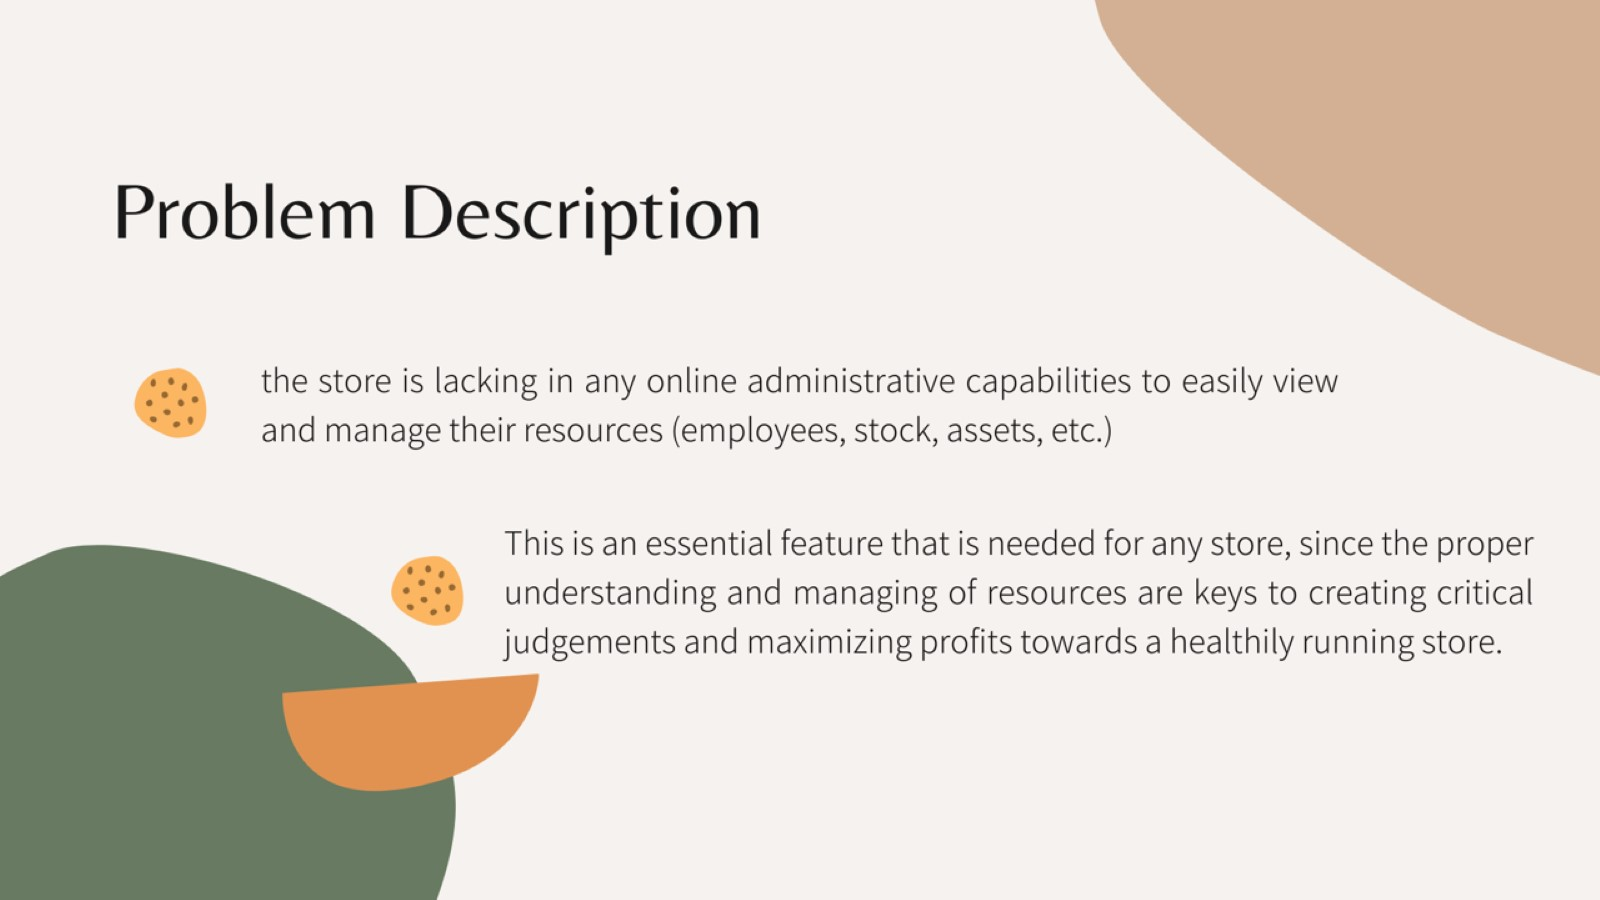 Problem Description
the store is lacking in any online administrative capabilities to easily view
and manage their resources (employees, stock, assets, etc.)
This is an essential feature that is needed for any store, since the proper
understanding and managing of resources are keys to creating critical
judgements and maximizing profits towards a healthily running store.